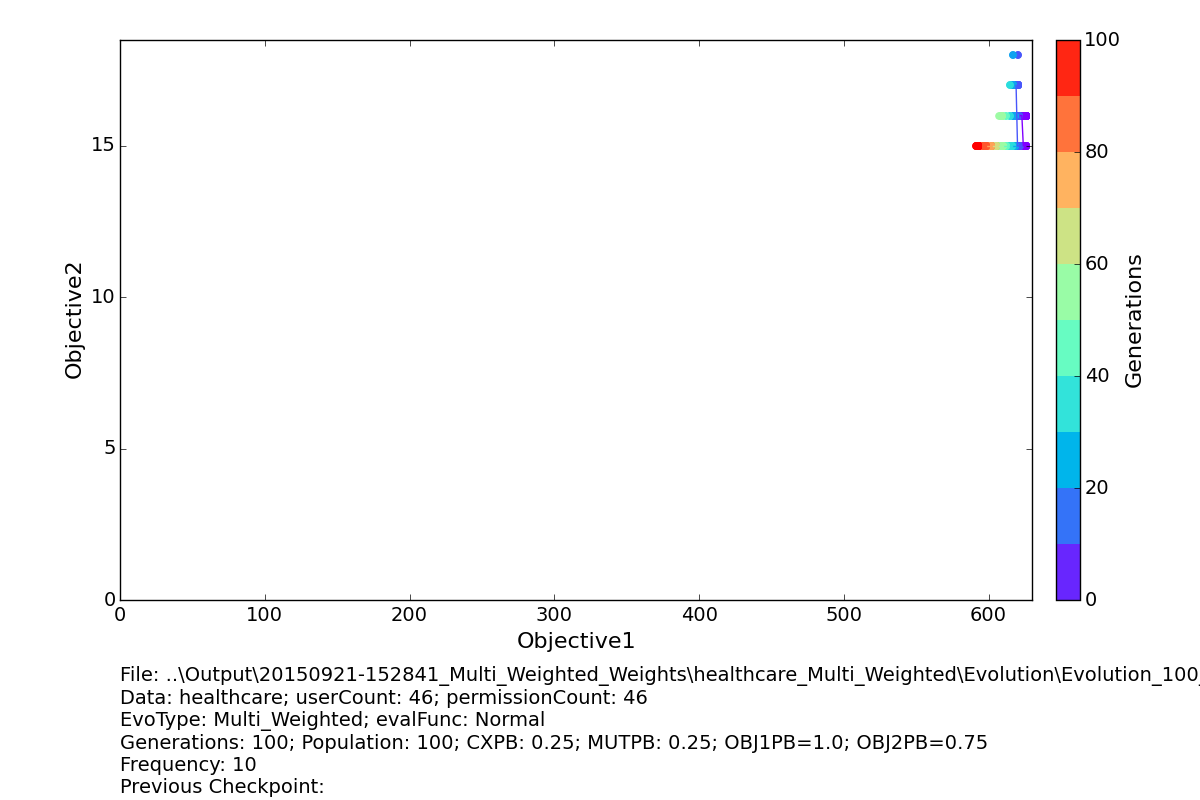 100
80
60
40
20
0
Generations
15
10
5
0
Objective2
0 100 200 300 400 500 600
Objective1
File: ..\Output\20150921-152841_Multi_Weighted_Weights\healthcare_Multi_Weighted\Evolution\Evolution_100_
Data: healthcare; userCount: 46; permissionCount: 46
EvoType: Multi_Weighted; evalFunc: Normal
Generations: 100; Population: 100; CXPB: 0.25; MUTPB: 0.25; OBJ1PB=1.0; OBJ2PB=0.75
Frequency: 10
Previous Checkpoint: